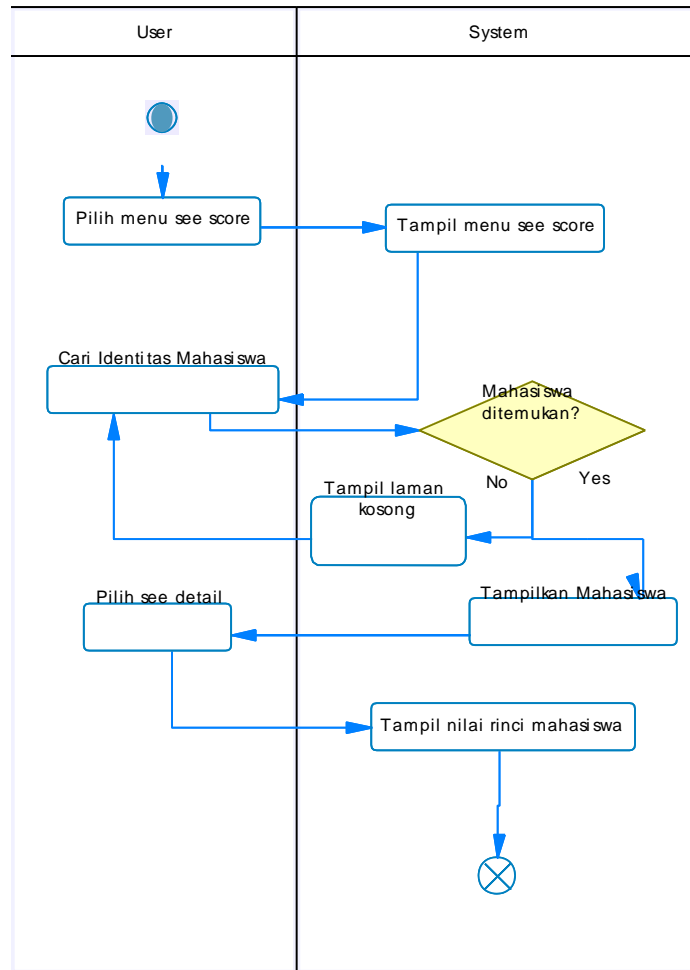 User
System
Pilih menu see score
Tampil menu see score
Cari Identitas Mahasiswa
Mahasiswa
ditemukan?
No
Yes
Tampil laman
kosong
Pilih see detail
Tampilkan Mahasiswa
Tampil nilai rinci mahasiswa